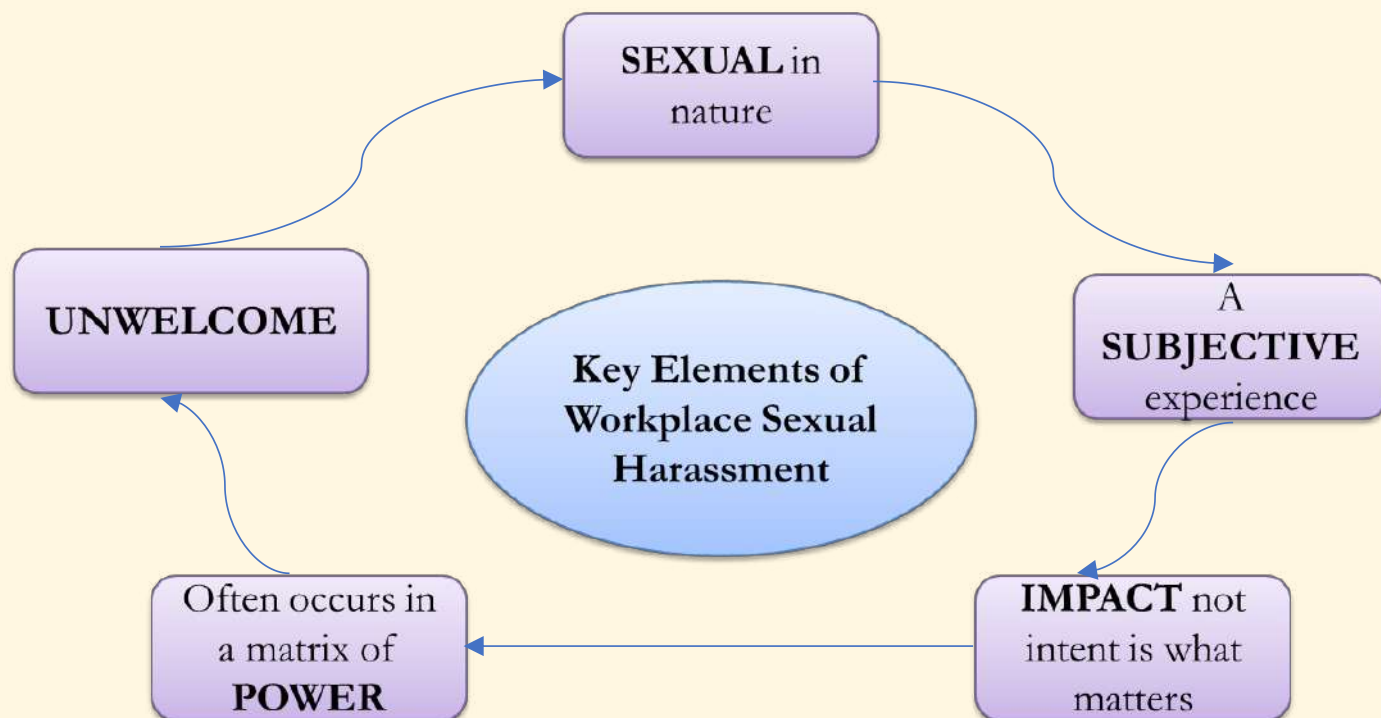 SEXUAL in
nature
A
SUBJECTIVE
experience
IMPACT not
intent is what
matters
Often occurs in
a matrix of
POWER
UNWELCOME
Key Elements of
Workplace Sexual
Harassment